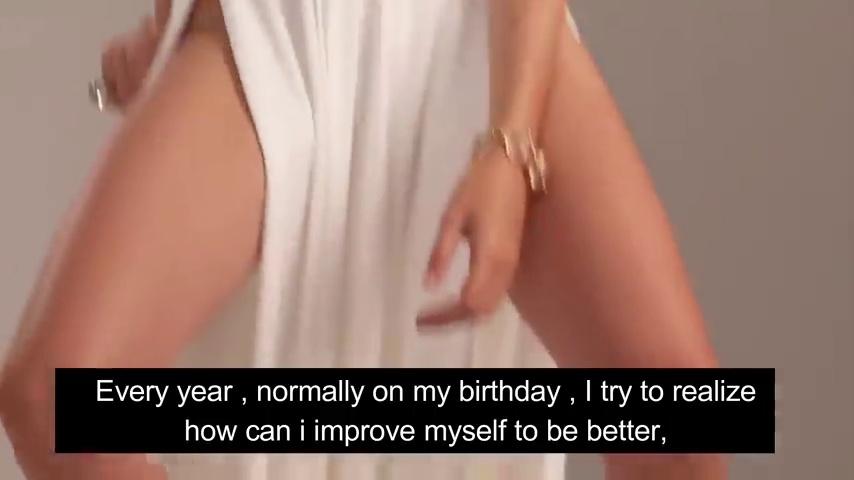 Every year , normally on my birthday , I try to realize
how can i improve myself to be better,